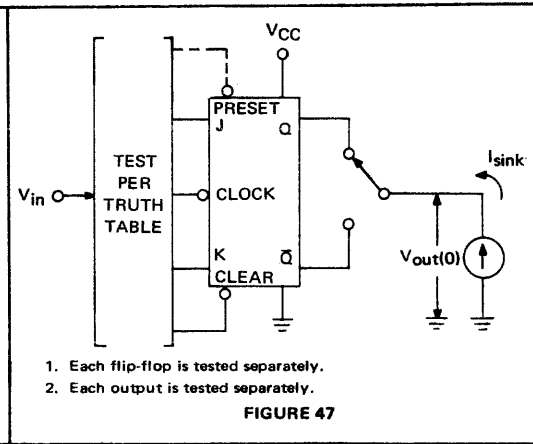 VCC
PRESET
J Q
TEST
PER
TRUTH
TABLE
Vin
CLOCK
Isink
Vout(0)
K Q̅
CLEAR
1. Each flip-flop is tested separately.
2. Each output is tested separately.
FIGURE 47